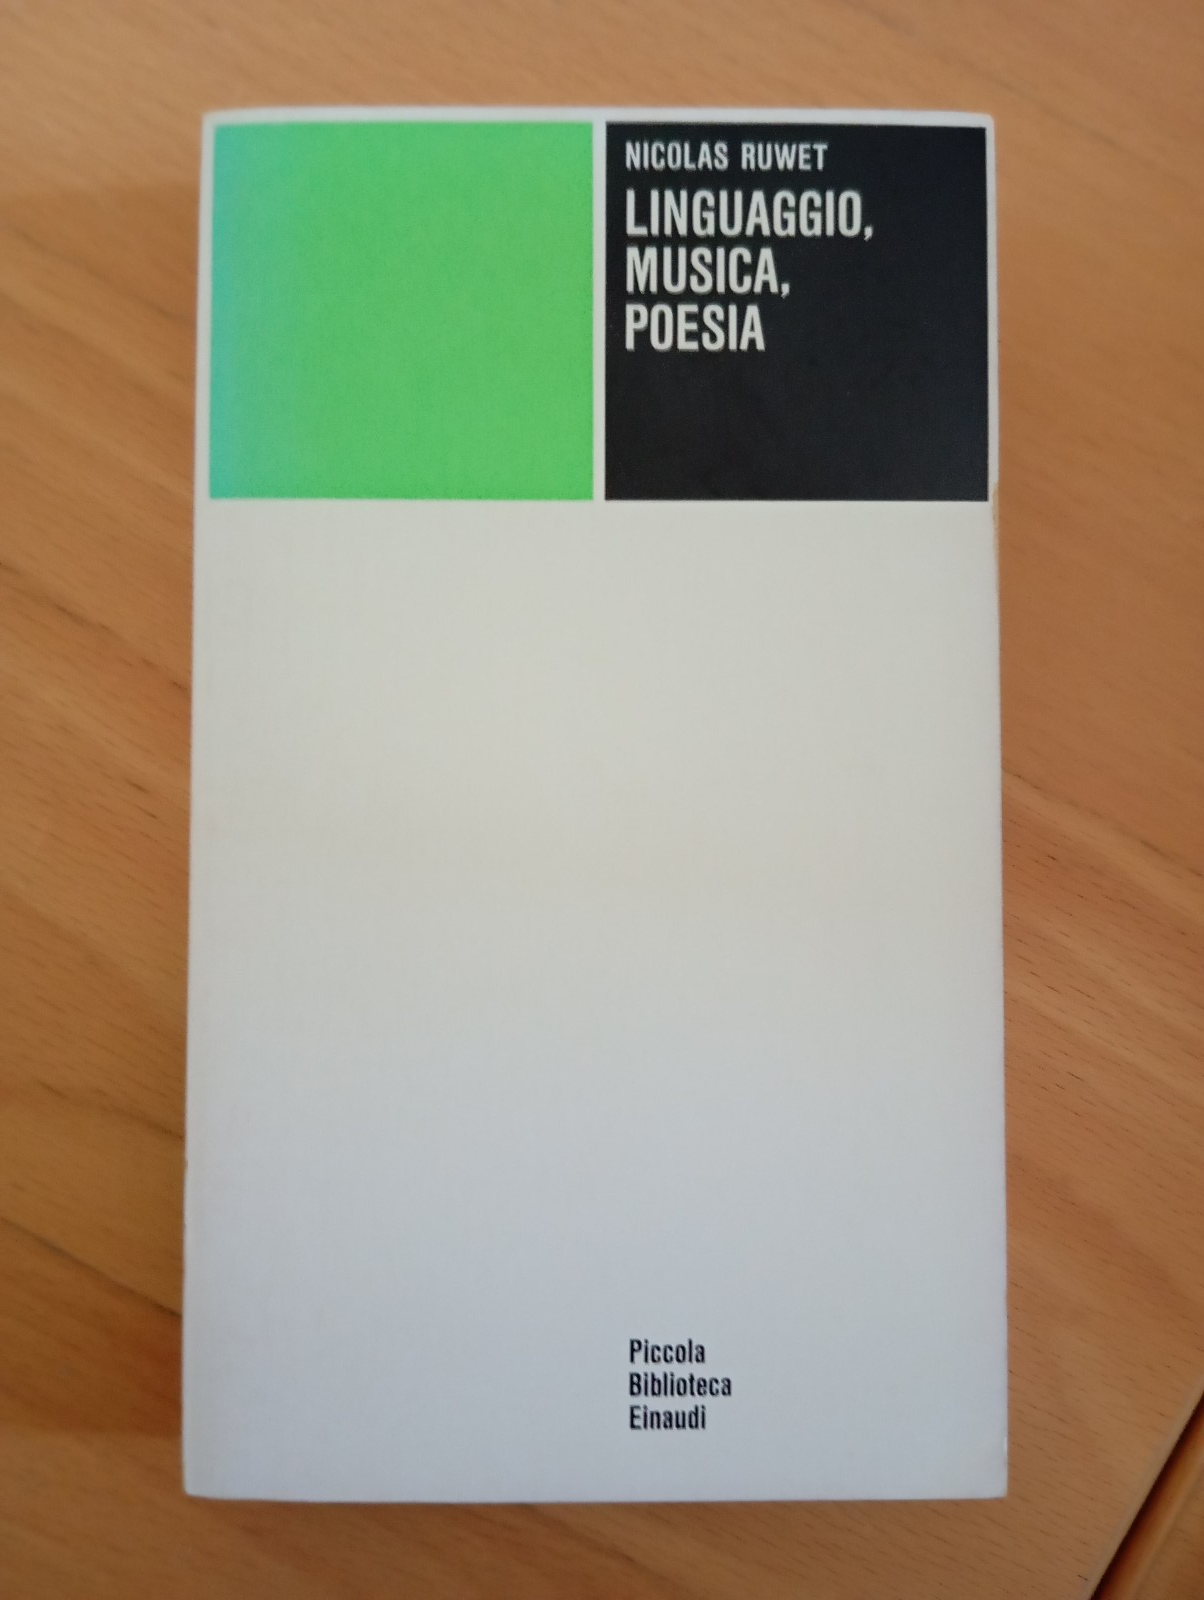 NICOLAS RUWET
LINGUAGGIO,
MUSICA,
POESIA
Piccola
Biblioteca
Einaudi